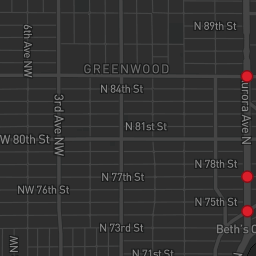 N 89th St
6th Ave NW
GREENWOOD
N 84th St
Aurora Ave N
3rd Ave NW
N 81st St
W 80th St
N 78th St
N 77th St
NW 76th St
N 75th St
N 73rd St
Beth's C
NW
N 71st St